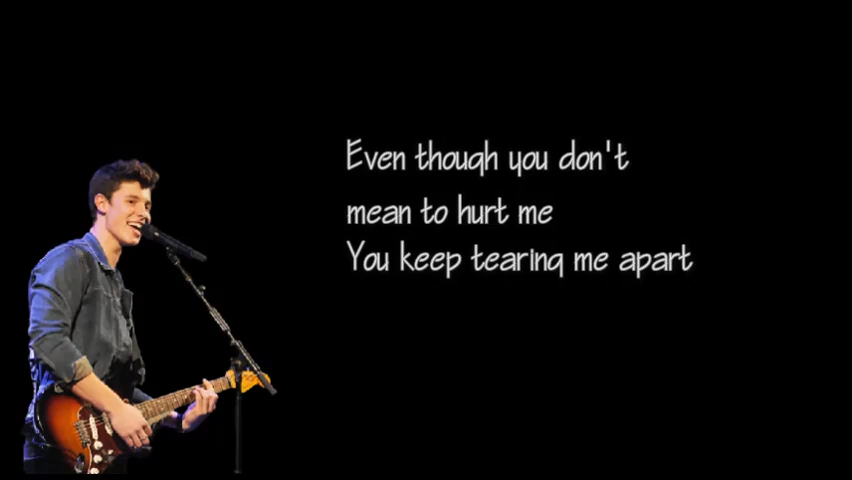 Even though you don't
mean to hurt me
You keep tearing me apart